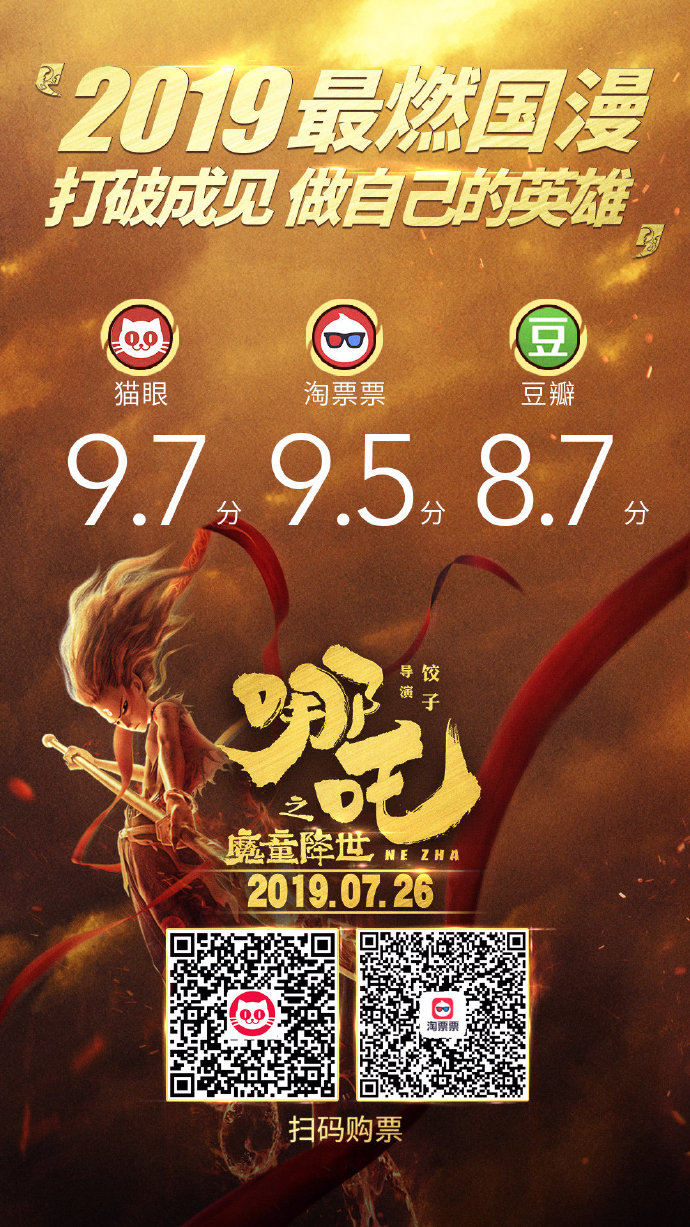 2019最燃国漫
打破成见 做自己的英雄
豆
猫眼 淘票票 豆瓣
9.7分 9.5分 8.7分
哪吒
导演 饺子
之
魔童降世 NE ZHA
2019.07.26
淘票票
扫码购票